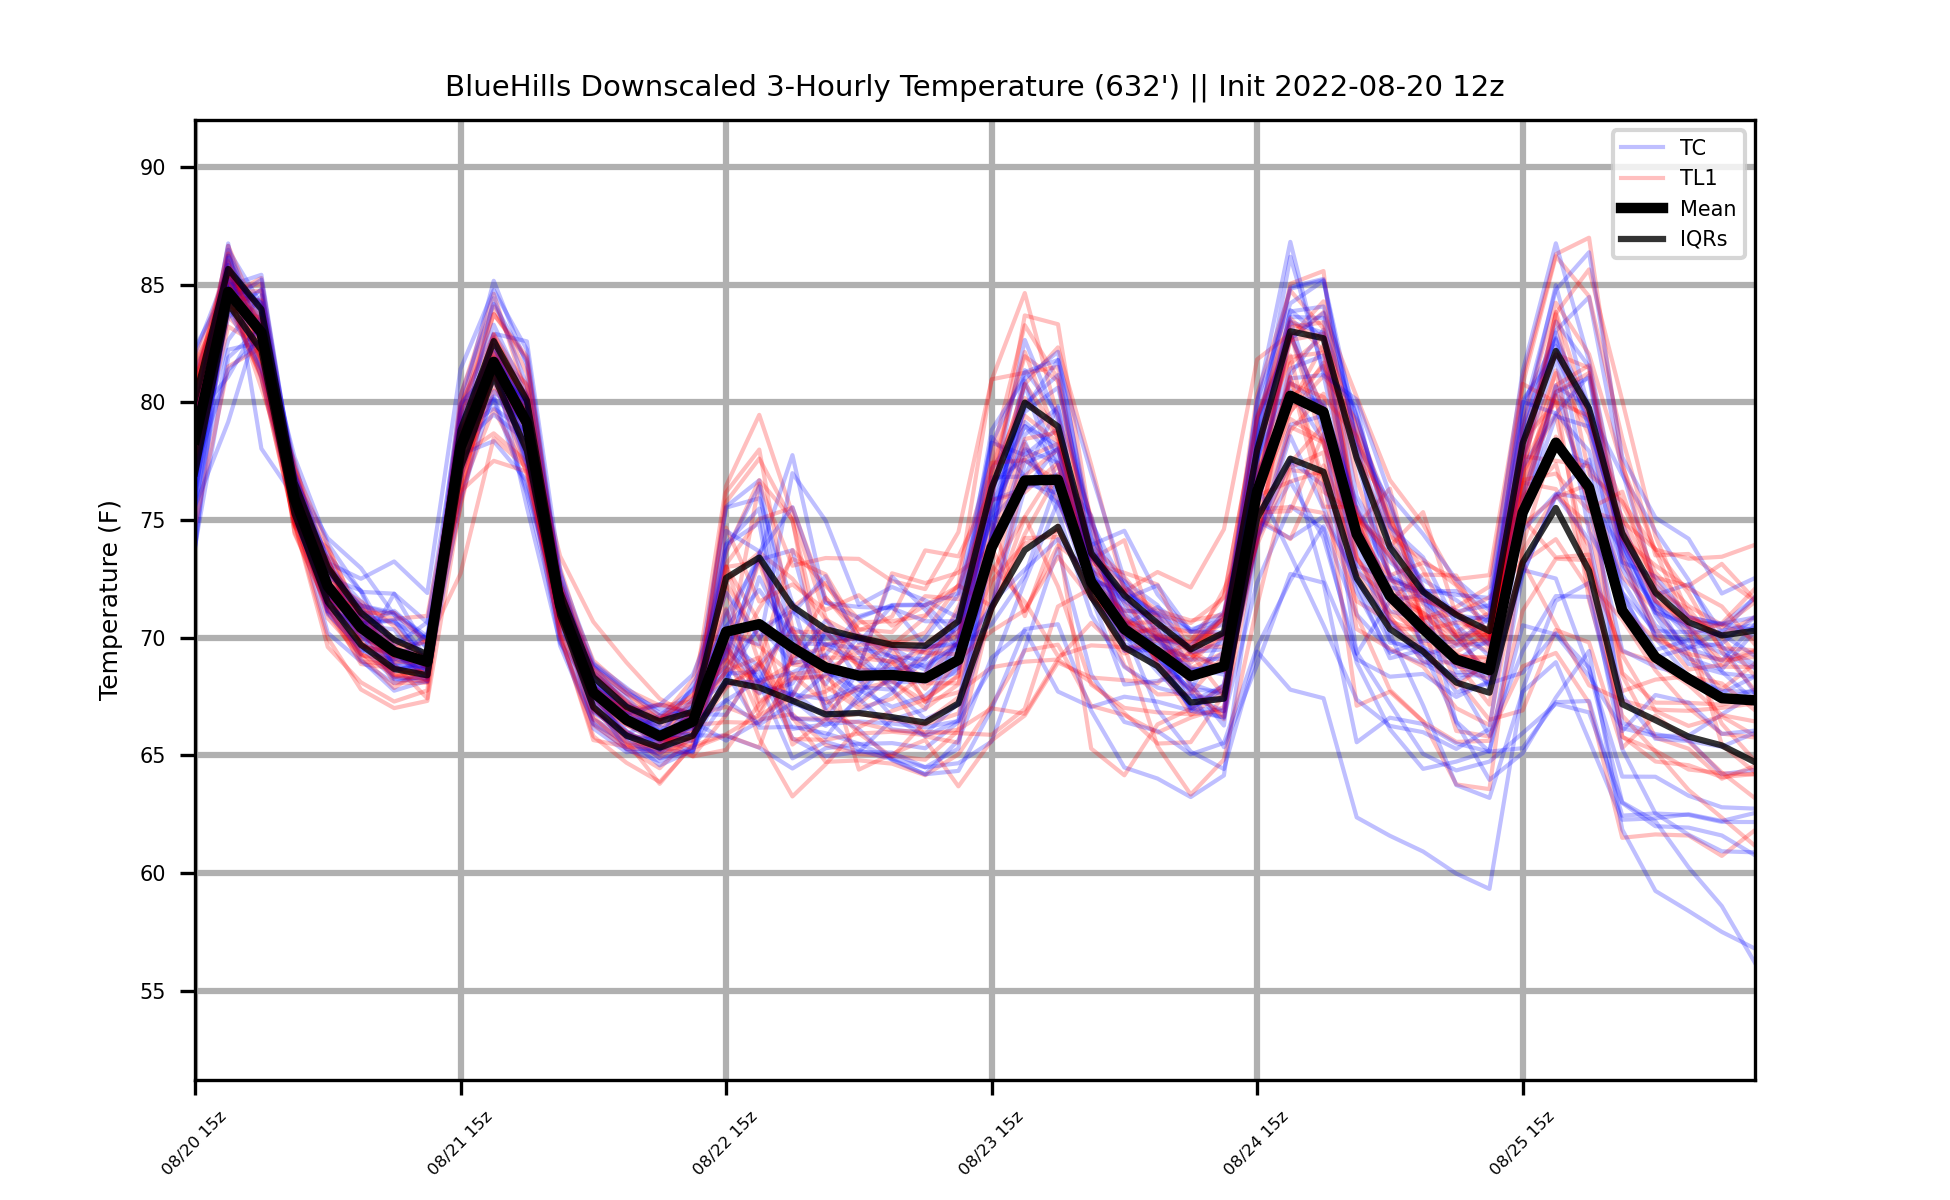 BlueHills Downscaled 3-Hourly Temperature (632') || Init 2022-08-20 12z
TC
TL1
Mean
IQRs
Temperature (F)
90
85
80
75
70
65
60
55
08/20 15z
08/21 15z
08/22 15z
08/23 15z
08/24 15z
08/25 15z